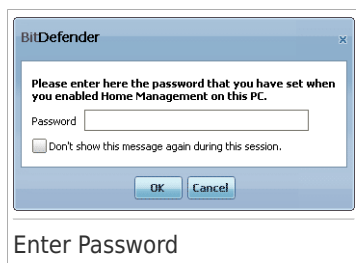 BitDefender
x
Please enter here the password that you have set when
you enabled Home Management on this PC.
Password
Don't show this message again during this session.
OK Cancel
Enter Password